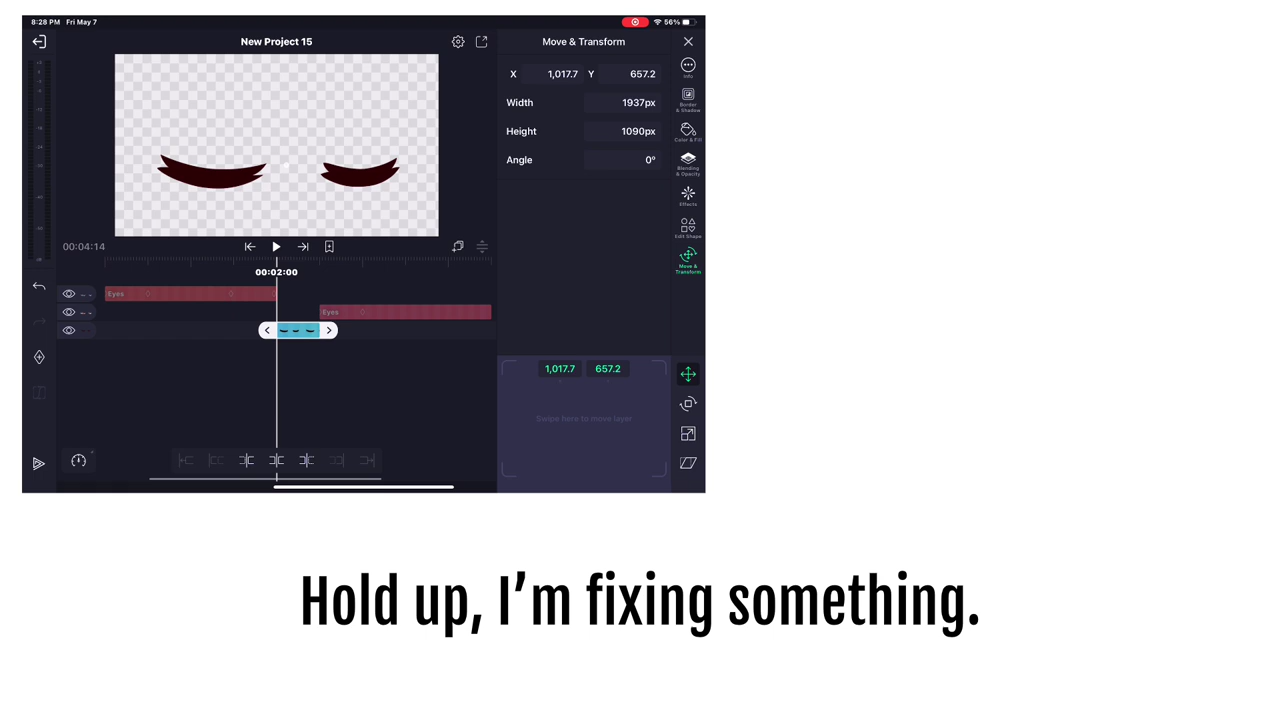 8:28 PM Fri May 7
56%
New Project 15
Move & Transform
X 1,017.7 Y 657.2
Info
Width 1937px
Border & Shadow
Height 1090px
Color & Fill
Angle 0°
Blending & Opacity
Effects
Edit Shape
Move & Transform
00:04:14
00:02:00
Eyes
Eyes
1,017.7 657.2
Swipe here to move layer
Hold up, I'm fixing something.